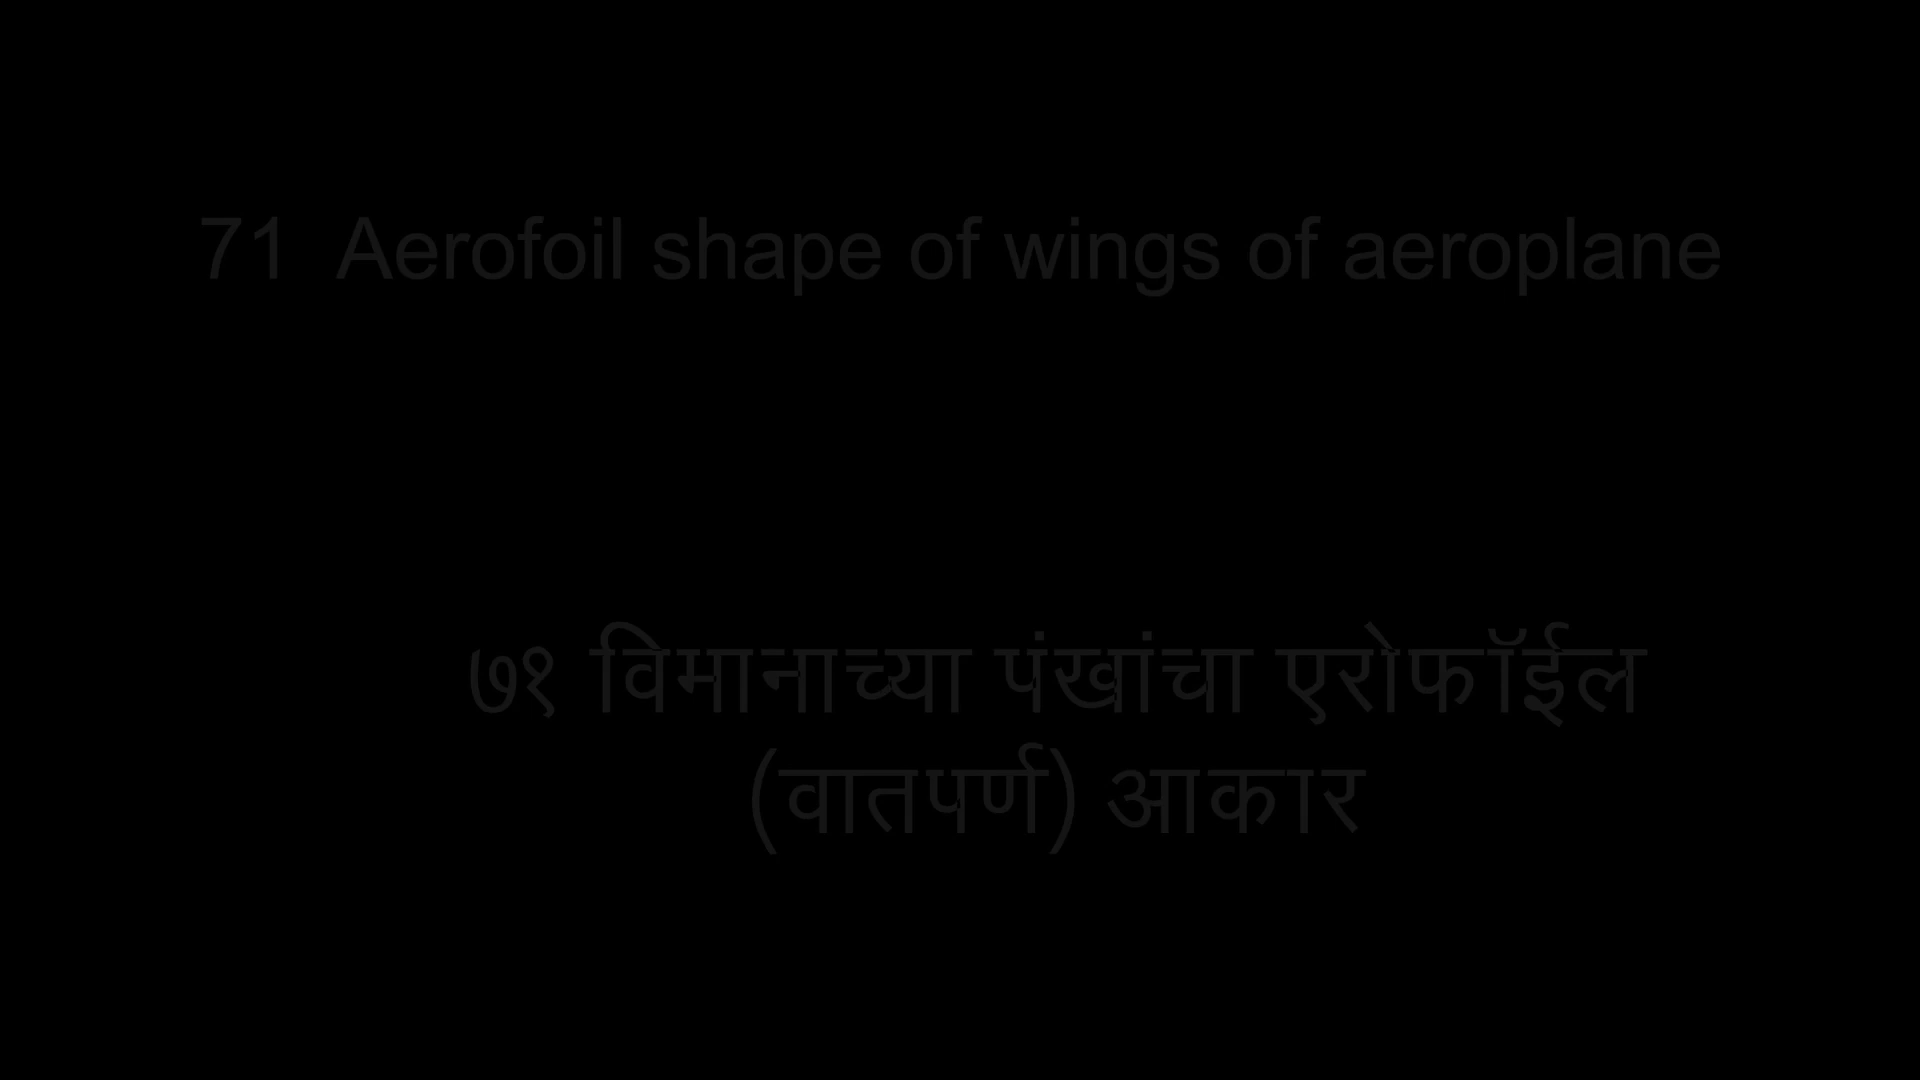 71 Aerofoil shape of wings of aeroplane
७१ विमानाच्या पंखांचा एरोफॉईल
(वातपर्ण) आकार